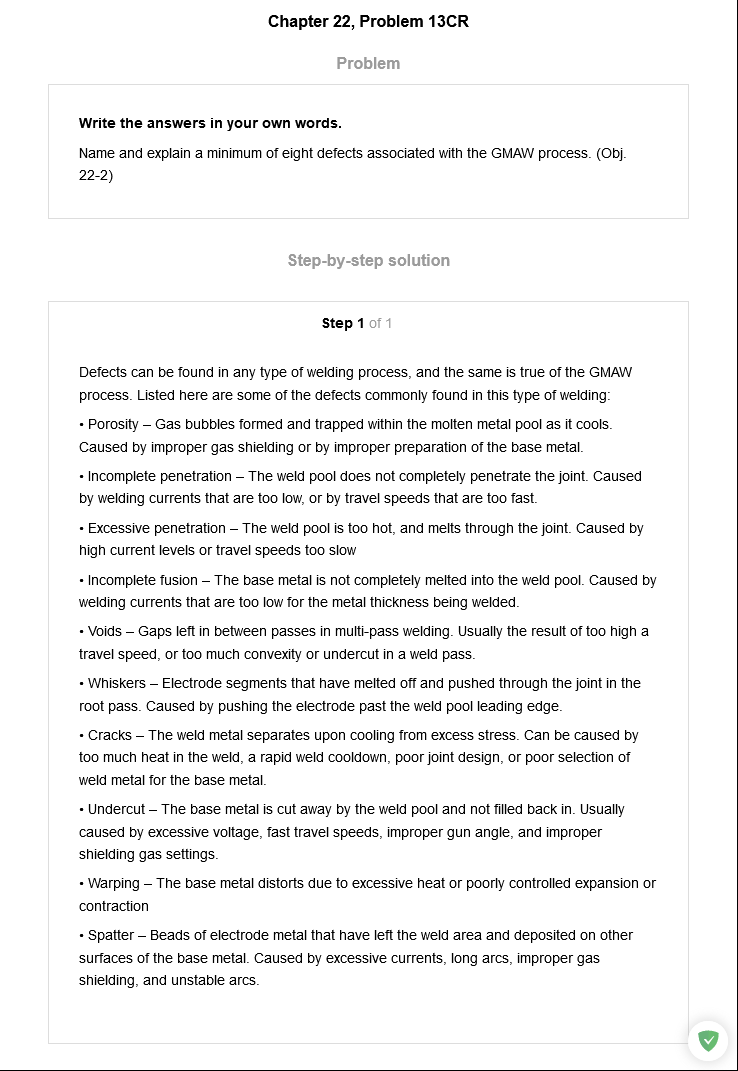 Chapter 22, Problem 13CR
Problem
Write the answers in your own words.
Name and explain a minimum of eight defects associated with the GMAW process. (Obj.
22-2)
Step-by-step solution
Step 1 of 1
Defects can be found in any type of welding process, and the same is true of the GMAW
process. Listed here are some of the defects commonly found in this type of welding:
• Porosity – Gas bubbles formed and trapped within the molten metal pool as it cools.
Caused by improper gas shielding or by improper preparation of the base metal.
• Incomplete penetration – The weld pool does not completely penetrate the joint. Caused
by welding currents that are too low, or by travel speeds that are too fast.
• Excessive penetration – The weld pool is too hot, and melts through the joint. Caused by
high current levels or travel speeds too slow
• Incomplete fusion – The base metal is not completely melted into the weld pool. Caused by
welding currents that are too low for the metal thickness being welded.
• Voids – Gaps left in between passes in multi-pass welding. Usually the result of too high a
travel speed, or too much convexity or undercut in a weld pass.
• Whiskers – Electrode segments that have melted off and pushed through the joint in the
root pass. Caused by pushing the electrode past the weld pool leading edge.
• Cracks – The weld metal separates upon cooling from excess stress. Can be caused by
too much heat in the weld, a rapid weld cooldown, poor joint design, or poor selection of
weld metal for the base metal.
• Undercut – The base metal is cut away by the weld pool and not filled back in. Usually
caused by excessive voltage, fast travel speeds, improper gun angle, and improper
shielding gas settings.
• Warping – The base metal distorts due to excessive heat or poorly controlled expansion or
contraction
• Spatter – Beads of electrode metal that have left the weld area and deposited on other
surfaces of the base metal. Caused by excessive currents, long arcs, improper gas
shielding, and unstable arcs.